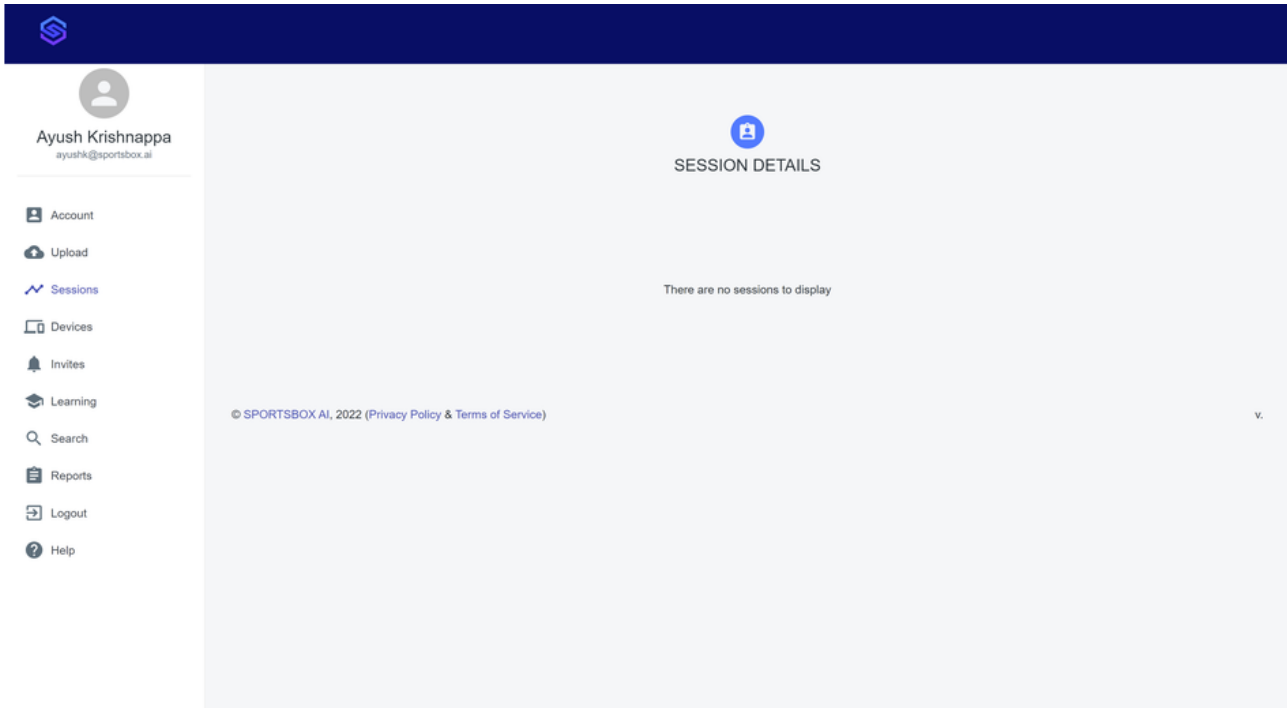 Ayush Krishnappa
ayushk@sportsbox.ai
Account
Upload
Sessions
Devices
Invites
Learning
Search
Reports
Logout
Help
SESSION DETAILS
There are no sessions to display
© SPORTSBOX AI, 2022 (Privacy Policy & Terms of Service)
v.